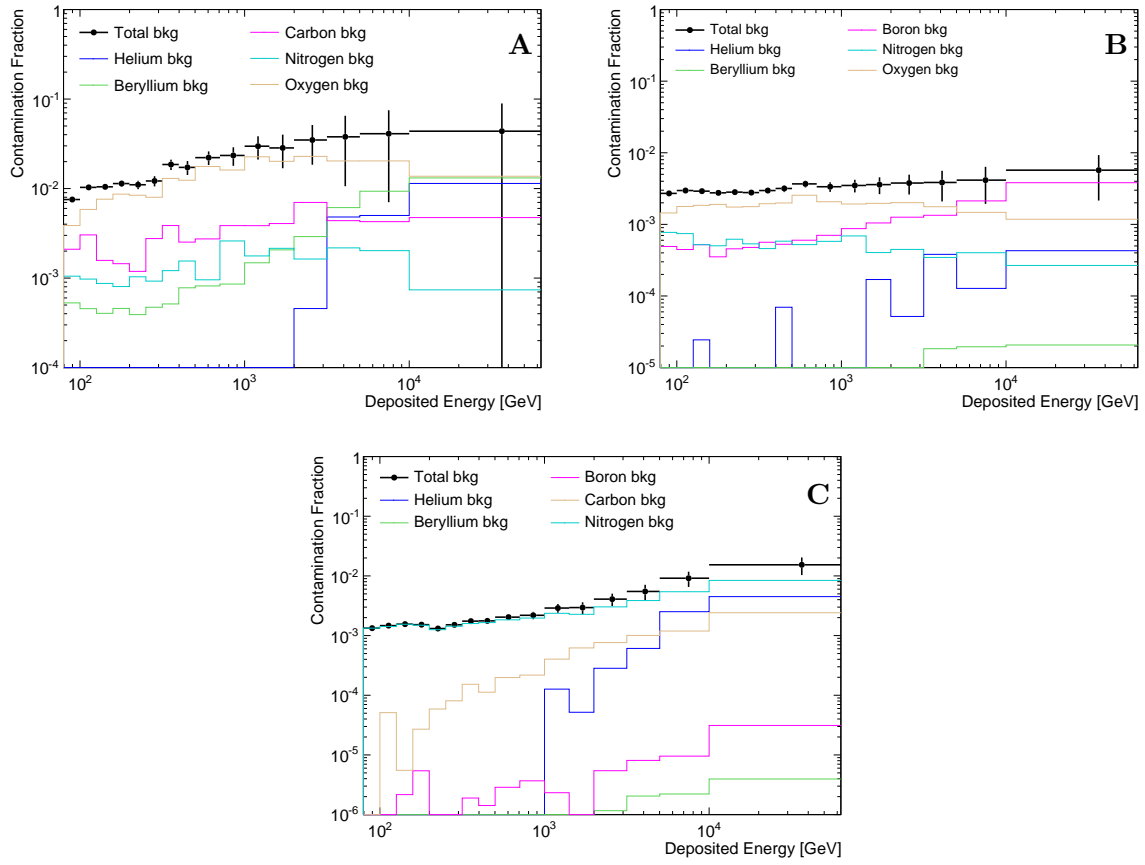 A
Contamination Fraction
Total bkg
Helium bkg
Beryllium bkg
Carbon bkg
Nitrogen bkg
Oxygen bkg
1
10⁻¹
10⁻²
10⁻³
10⁻⁴
10² 10³ 10⁴
Deposited Energy [GeV]
B
Contamination Fraction
Total bkg
Helium bkg
Beryllium bkg
Boron bkg
Nitrogen bkg
Oxygen bkg
1
10⁻¹
10⁻²
10⁻³
10⁻⁴
10⁻⁵
10² 10³ 10⁴
Deposited Energy [GeV]
C
Contamination Fraction
Total bkg
Helium bkg
Beryllium bkg
Boron bkg
Carbon bkg
Nitrogen bkg
1
10⁻¹
10⁻²
10⁻³
10⁻⁴
10⁻⁵
10⁻⁶
10² 10³ 10⁴
Deposited Energy [GeV]